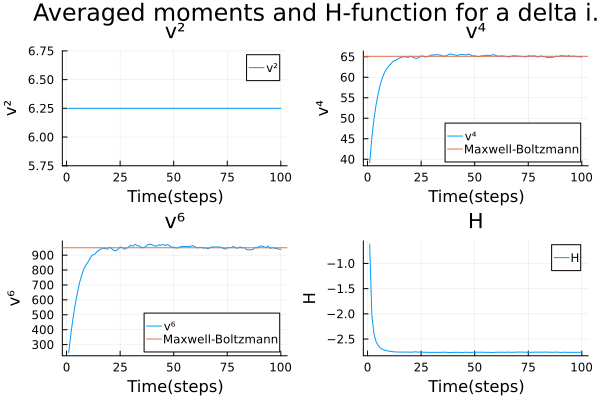 Averaged moments and H-function for a delta i.
v²
v⁴
6.75
6.50
6.25
6.00
5.75
v²
v²
0
25
50
75
100
Time(steps)
65
60
55
50
45
40
v⁴
v⁴
Maxwell-Boltzmann
0
25
50
75
100
Time(steps)
v⁶
H
900
800
700
600
500
400
300
v⁶
v⁶
Maxwell-Boltzmann
0
25
50
75
100
Time(steps)
−1.0
−1.5
−2.0
−2.5
H
H
0
25
50
75
100
Time(steps)